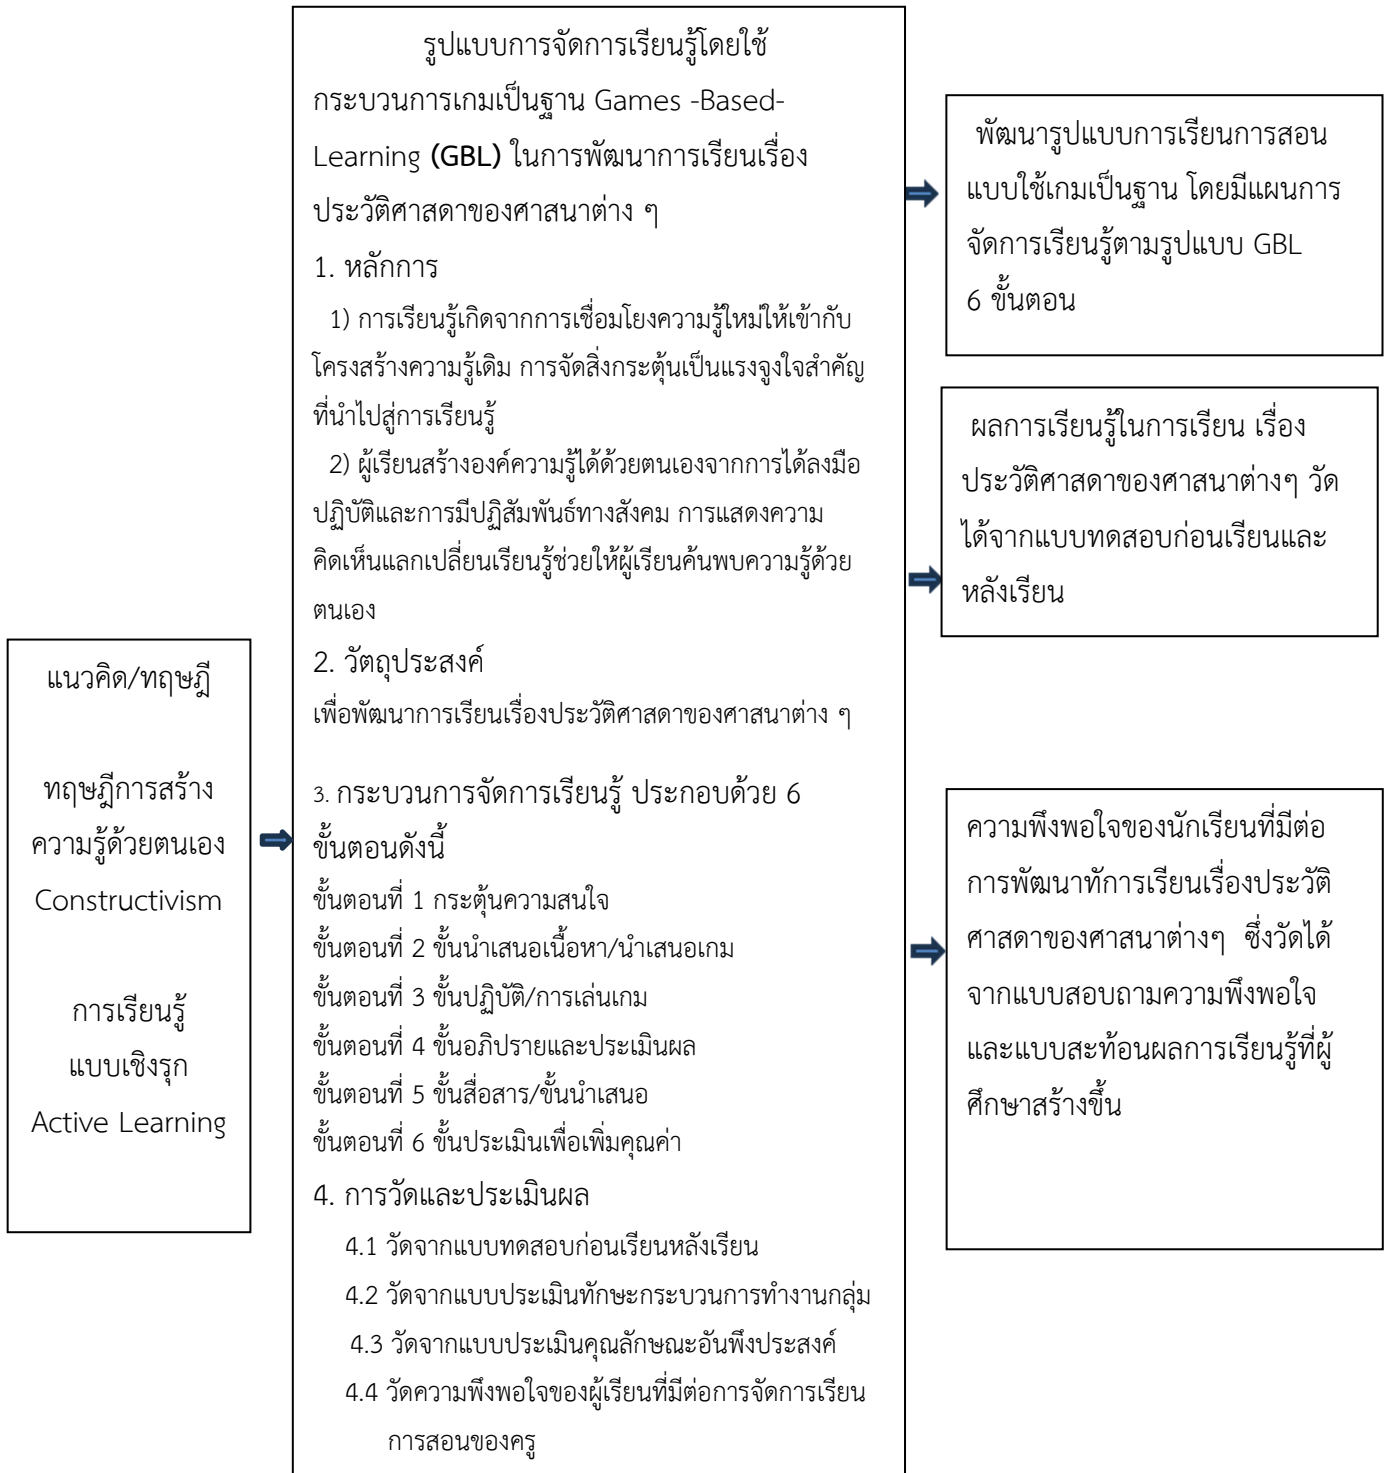 แนวคิด/ทฤษฎี
ทฤษฎีการสร้าง
ความรู้ด้วยตนเอง
Constructivism
การเรียนรู้
แบบเชิงรุก
Active Learning
รูปแบบการจัดการเรียนรู้โดยใช้
กระบวนการเกมเป็นฐาน Games -Based-
Learning (GBL) ในการพัฒนาการเรียนเรื่อง
ประวัติศาสดาของศาสนาต่าง ๆ
1. หลักการ
1) การเรียนรู้เกิดจากการเชื่อมโยงความรู้ใหม่ให้เข้ากับ
โครงสร้างความรู้เดิม การจัดสิ่งกระตุ้นเป็นแรงจูงใจสำคัญ
ที่นำไปสู่การเรียนรู้
2) ผู้เรียนสร้างองค์ความรู้ได้ด้วยตนเองจากการได้ลงมือ
ปฏิบัติและการมีปฏิสัมพันธ์ทางสังคม การแสดงความ
คิดเห็นแลกเปลี่ยนเรียนรู้ช่วยให้ผู้เรียนค้นพบความรู้ด้วย
ตนเอง
2. วัตถุประสงค์
เพื่อพัฒนาการเรียนเรื่องประวัติศาสดาของศาสนาต่าง ๆ
3. กระบวนการจัดการเรียนรู้ ประกอบด้วย 6
ขั้นตอนดังนี้
ขั้นตอนที่ 1 กระตุ้นความสนใจ
ขั้นตอนที่ 2 ขั้นนำเสนอเนื้อหา/นำเสนอเกม
ขั้นตอนที่ 3 ขั้นปฏิบัติ/การเล่นเกม
ขั้นตอนที่ 4 ขั้นอภิปรายและประเมินผล
ขั้นตอนที่ 5 ขั้นสื่อสาร/ขั้นนำเสนอ
ขั้นตอนที่ 6 ขั้นประเมินเพื่อเพิ่มคุณค่า
4. การวัดและประเมินผล
4.1 วัดจากแบบทดสอบก่อนเรียนหลังเรียน
4.2 วัดจากแบบประเมินทักษะกระบวนการทำงานกลุ่ม
4.3 วัดจากแบบประเมินคุณลักษณะอันพึงประสงค์
4.4 วัดความพึงพอใจของผู้เรียนที่มีต่อการจัดการเรียน
การสอนของครู
พัฒนารูปแบบการเรียนการสอน
แบบใช้เกมเป็นฐาน โดยมีแผนการ
จัดการเรียนรู้ตามรูปแบบ GBL
6 ขั้นตอน
ผลการเรียนรู้ในการเรียน เรื่อง
ประวัติศาสดาของศาสนาต่างๆ วัด
ได้จากแบบทดสอบก่อนเรียนและ
หลังเรียน
ความพึงพอใจของนักเรียนที่มีต่อ
การพัฒนาทัการเรียนเรื่องประวัติ
ศาสดาของศาสนาต่างๆ ซึ่งวัดได้
จากแบบสอบถามความพึงพอใจ
และแบบสะท้อนผลการเรียนรู้ที่ผู้
ศึกษาสร้างขึ้น